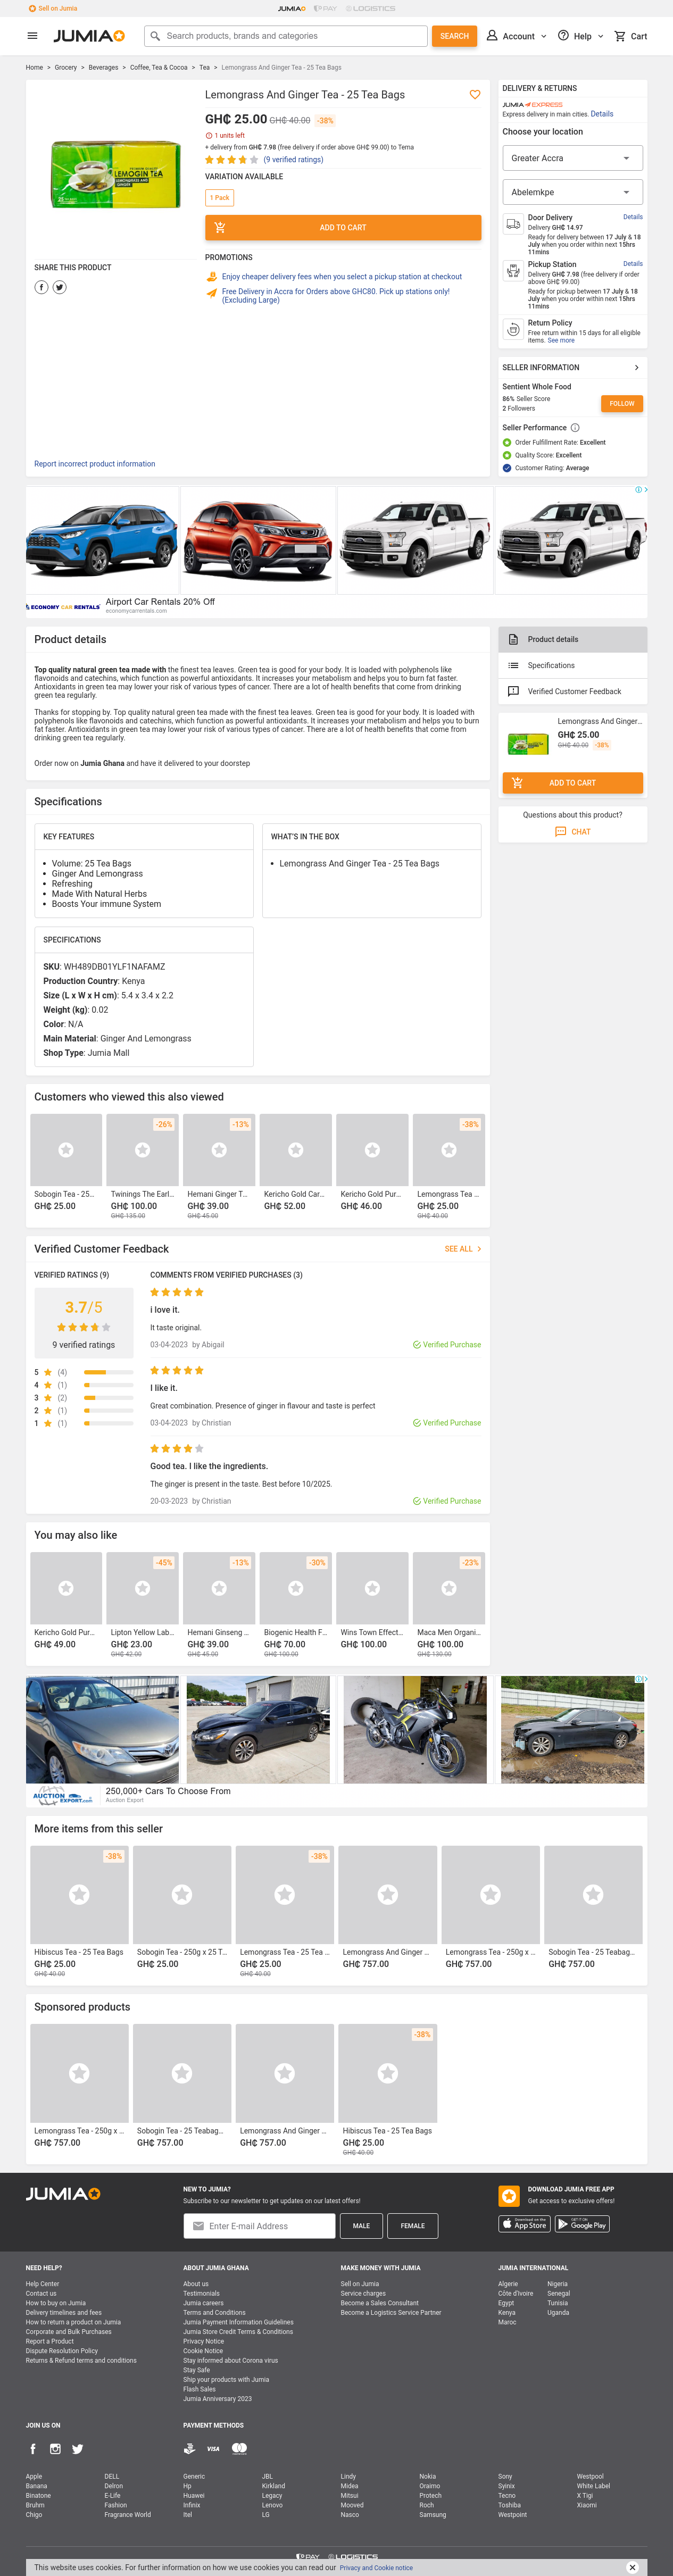 Sell on Jumia
JUMIA
PAY
LOGISTICS
JUMIA
Search products, brands and categories
SEARCH
Account
Help
Cart
Home > Grocery > Beverages > Coffee, Tea & Cocoa > Tea > Lemongrass And Ginger Tea - 25 Tea Bags
LEMOGIN TEA
Lemongrass And Ginger Tea - 25 Tea Bags
GH₵ 25.00 GH₵ 40.00 -38%
1 units left
+ delivery from GH₵ 7.98 (free delivery if order above GH₵ 99.00) to Tema
(9 verified ratings)
VARIATION AVAILABLE
1 Pack
ADD TO CART
PROMOTIONS
Enjoy cheaper delivery fees when you select a pickup station at checkout
Free Delivery in Accra for Orders above GHC80. Pick up stations only!
(Excluding Large)
SHARE THIS PRODUCT
Report incorrect product information
DELIVERY & RETURNS
JUMIA EXPRESS
Express delivery in main cities. Details
Choose your location
Greater Accra
Abelemkpe
Door Delivery
Details
Delivery GH₵ 14.97
Ready for delivery between 17 July & 18
July when you order within next 15hrs
11mins
Pickup Station
Details
Delivery GH₵ 7.98 (free delivery if order
above GH₵ 99.00)
Ready for pickup between 17 July & 18
July when you order within next 15hrs
11mins
Return Policy
Free return within 15 days for all eligible
items. See more
SELLER INFORMATION
Sentient Whole Food
86% Seller Score
2 Followers
FOLLOW
Seller Performance
Order Fulfillment Rate: Excellent
Quality Score: Excellent
Customer Rating: Average
ECONOMY CAR RENTALS
Airport Car Rentals 20% Off
economycarrentals.com
Product details
Top quality natural green tea made with the finest tea leaves. Green tea is good for your body. It is loaded with polyphenols like
flavonoids and catechins, which function as powerful antioxidants. It increases your metabolism and helps you to burn fat.
Antioxidants in green tea may lower your risk of various types of cancer. There are a lot of health benefits that come from drinking
green tea regularly.
Thanks for stopping by. Top quality natural green tea made with the finest tea leaves. Green tea is good for your body. It is loaded with
polyphenols like flavonoids and catechins, which function as powerful antioxidants. It increases your metabolism and helps you to burn
fat. Antioxidants in green tea may lower your risk of various types of cancer. There are a lot of health benefits that come from
drinking green tea regularly.
Order now on Jumia Ghana and have it delivered to your doorstep
Product details
Specifications
Verified Customer Feedback
Lemongrass And Ginger...
GH₵ 25.00
GH₵ 40.00 -38%
ADD TO CART
Questions about this product?
CHAT
Specifications
KEY FEATURES
Volume: 25 Tea Bags
Ginger And Lemongrass
Refreshing
Made With Natural Herbs
Boosts Your immune System
WHAT'S IN THE BOX
Lemongrass And Ginger Tea - 25 Tea Bags
SPECIFICATIONS
SKU: WH489DB01YLF1NAFAMZ
Production Country: Kenya
Size (L x W x H cm): 5.4 x 3.4 x 2.2
Weight (kg): 0.02
Color: N/A
Main Material: Ginger And Lemongrass
Shop Type: Jumia Mall
Customers who viewed this also viewed
-26%
-13%
-38%
Sobogin Tea - 25...
GH₵ 25.00
Twinings The Earl...
GH₵ 100.00
GH₵ 135.00
Hemani Ginger T...
GH₵ 39.00
GH₵ 45.00
Kericho Gold Car...
GH₵ 52.00
Kericho Gold Pur...
GH₵ 46.00
Lemongrass Tea ...
GH₵ 25.00
GH₵ 40.00
Verified Customer Feedback
SEE ALL
VERIFIED RATINGS (9)
3.7/5
9 verified ratings
5 (4)
4 (1)
3 (2)
2 (1)
1 (1)
COMMENTS FROM VERIFIED PURCHASES (3)
i love it.
It taste original.
03-04-2023 by Abigail
Verified Purchase
I like it.
Great combination. Presence of ginger in flavour and taste is perfect
03-04-2023 by Christian
Verified Purchase
Good tea. I like the ingredients.
The ginger is present in the taste. Best before 10/2025.
20-03-2023 by Christian
Verified Purchase
You may also like
-45%
-13%
-30%
-23%
Kericho Gold Pur...
GH₵ 49.00
Lipton Yellow Lab...
GH₵ 23.00
GH₵ 42.00
Hemani Ginseng ...
GH₵ 39.00
GH₵ 45.00
Biogenic Health F...
GH₵ 70.00
GH₵ 100.00
Wins Town Effect...
GH₵ 100.00
Maca Men Organi...
GH₵ 100.00
GH₵ 130.00
AUCTION EXPORT.com
250,000+ Cars To Choose From
Auction Export
More items from this seller
-38%
-38%
Hibiscus Tea - 25 Tea Bags
GH₵ 25.00
GH₵ 40.00
Sobogin Tea - 250g x 25 T...
GH₵ 25.00
Lemongrass Tea - 25 Tea ...
GH₵ 25.00
GH₵ 40.00
Lemongrass And Ginger ...
GH₵ 757.00
Lemongrass Tea - 250g x ...
GH₵ 757.00
Sobogin Tea - 25 Teabag...
GH₵ 757.00
Sponsored products
-38%
Lemongrass Tea - 250g x ...
GH₵ 757.00
Sobogin Tea - 25 Teabag...
GH₵ 757.00
Lemongrass And Ginger ...
GH₵ 757.00
Hibiscus Tea - 25 Tea Bags
GH₵ 25.00
GH₵ 40.00
JUMIA
NEW TO JUMIA?
Subscribe to our newsletter to get updates on our latest offers!
Enter E-mail Address
MALE
FEMALE
DOWNLOAD JUMIA FREE APP
Get access to exclusive offers!
Download on the App Store
GET IT ON Google Play
NEED HELP?
Help Center
Contact us
How to buy on Jumia
Delivery timelines and fees
How to return a product on Jumia
Corporate and Bulk Purchases
Report a Product
Dispute Resolution Policy
Returns & Refund terms and conditions
ABOUT JUMIA GHANA
About us
Testimonials
Jumia careers
Terms and Conditions
Jumia Payment Information Guidelines
Jumia Store Credit Terms & Conditions
Privacy Notice
Cookie Notice
Stay informed about Corona virus
Stay Safe
Ship your products with Jumia
Flash Sales
Jumia Anniversary 2023
MAKE MONEY WITH JUMIA
Sell on Jumia
Service charges
Become a Sales Consultant
Become a Logistics Service Partner
JUMIA INTERNATIONAL
Algerie
Côte d'Ivoire
Egypt
Kenya
Maroc
Nigeria
Senegal
Tunisia
Uganda
JOIN US ON
PAYMENT METHODS
VISA
Apple
Banana
Binatone
Bruhm
Chigo
DELL
Delron
E-Life
Fashion
Fragrance World
Generic
Hp
Huawei
Infinix
Itel
JBL
Kirkland
Legacy
Lenovo
LG
Lindy
Midea
Mitsui
Mooved
Nasco
Nokia
Oraimo
Protech
Roch
Samsung
Sony
Syinix
Tecno
Toshiba
Westpoint
Westpool
White Label
X Tigi
Xiaomi
PAY
LOGISTICS
This website uses cookies. For further information on how we use cookies you can read our Privacy and Cookie notice